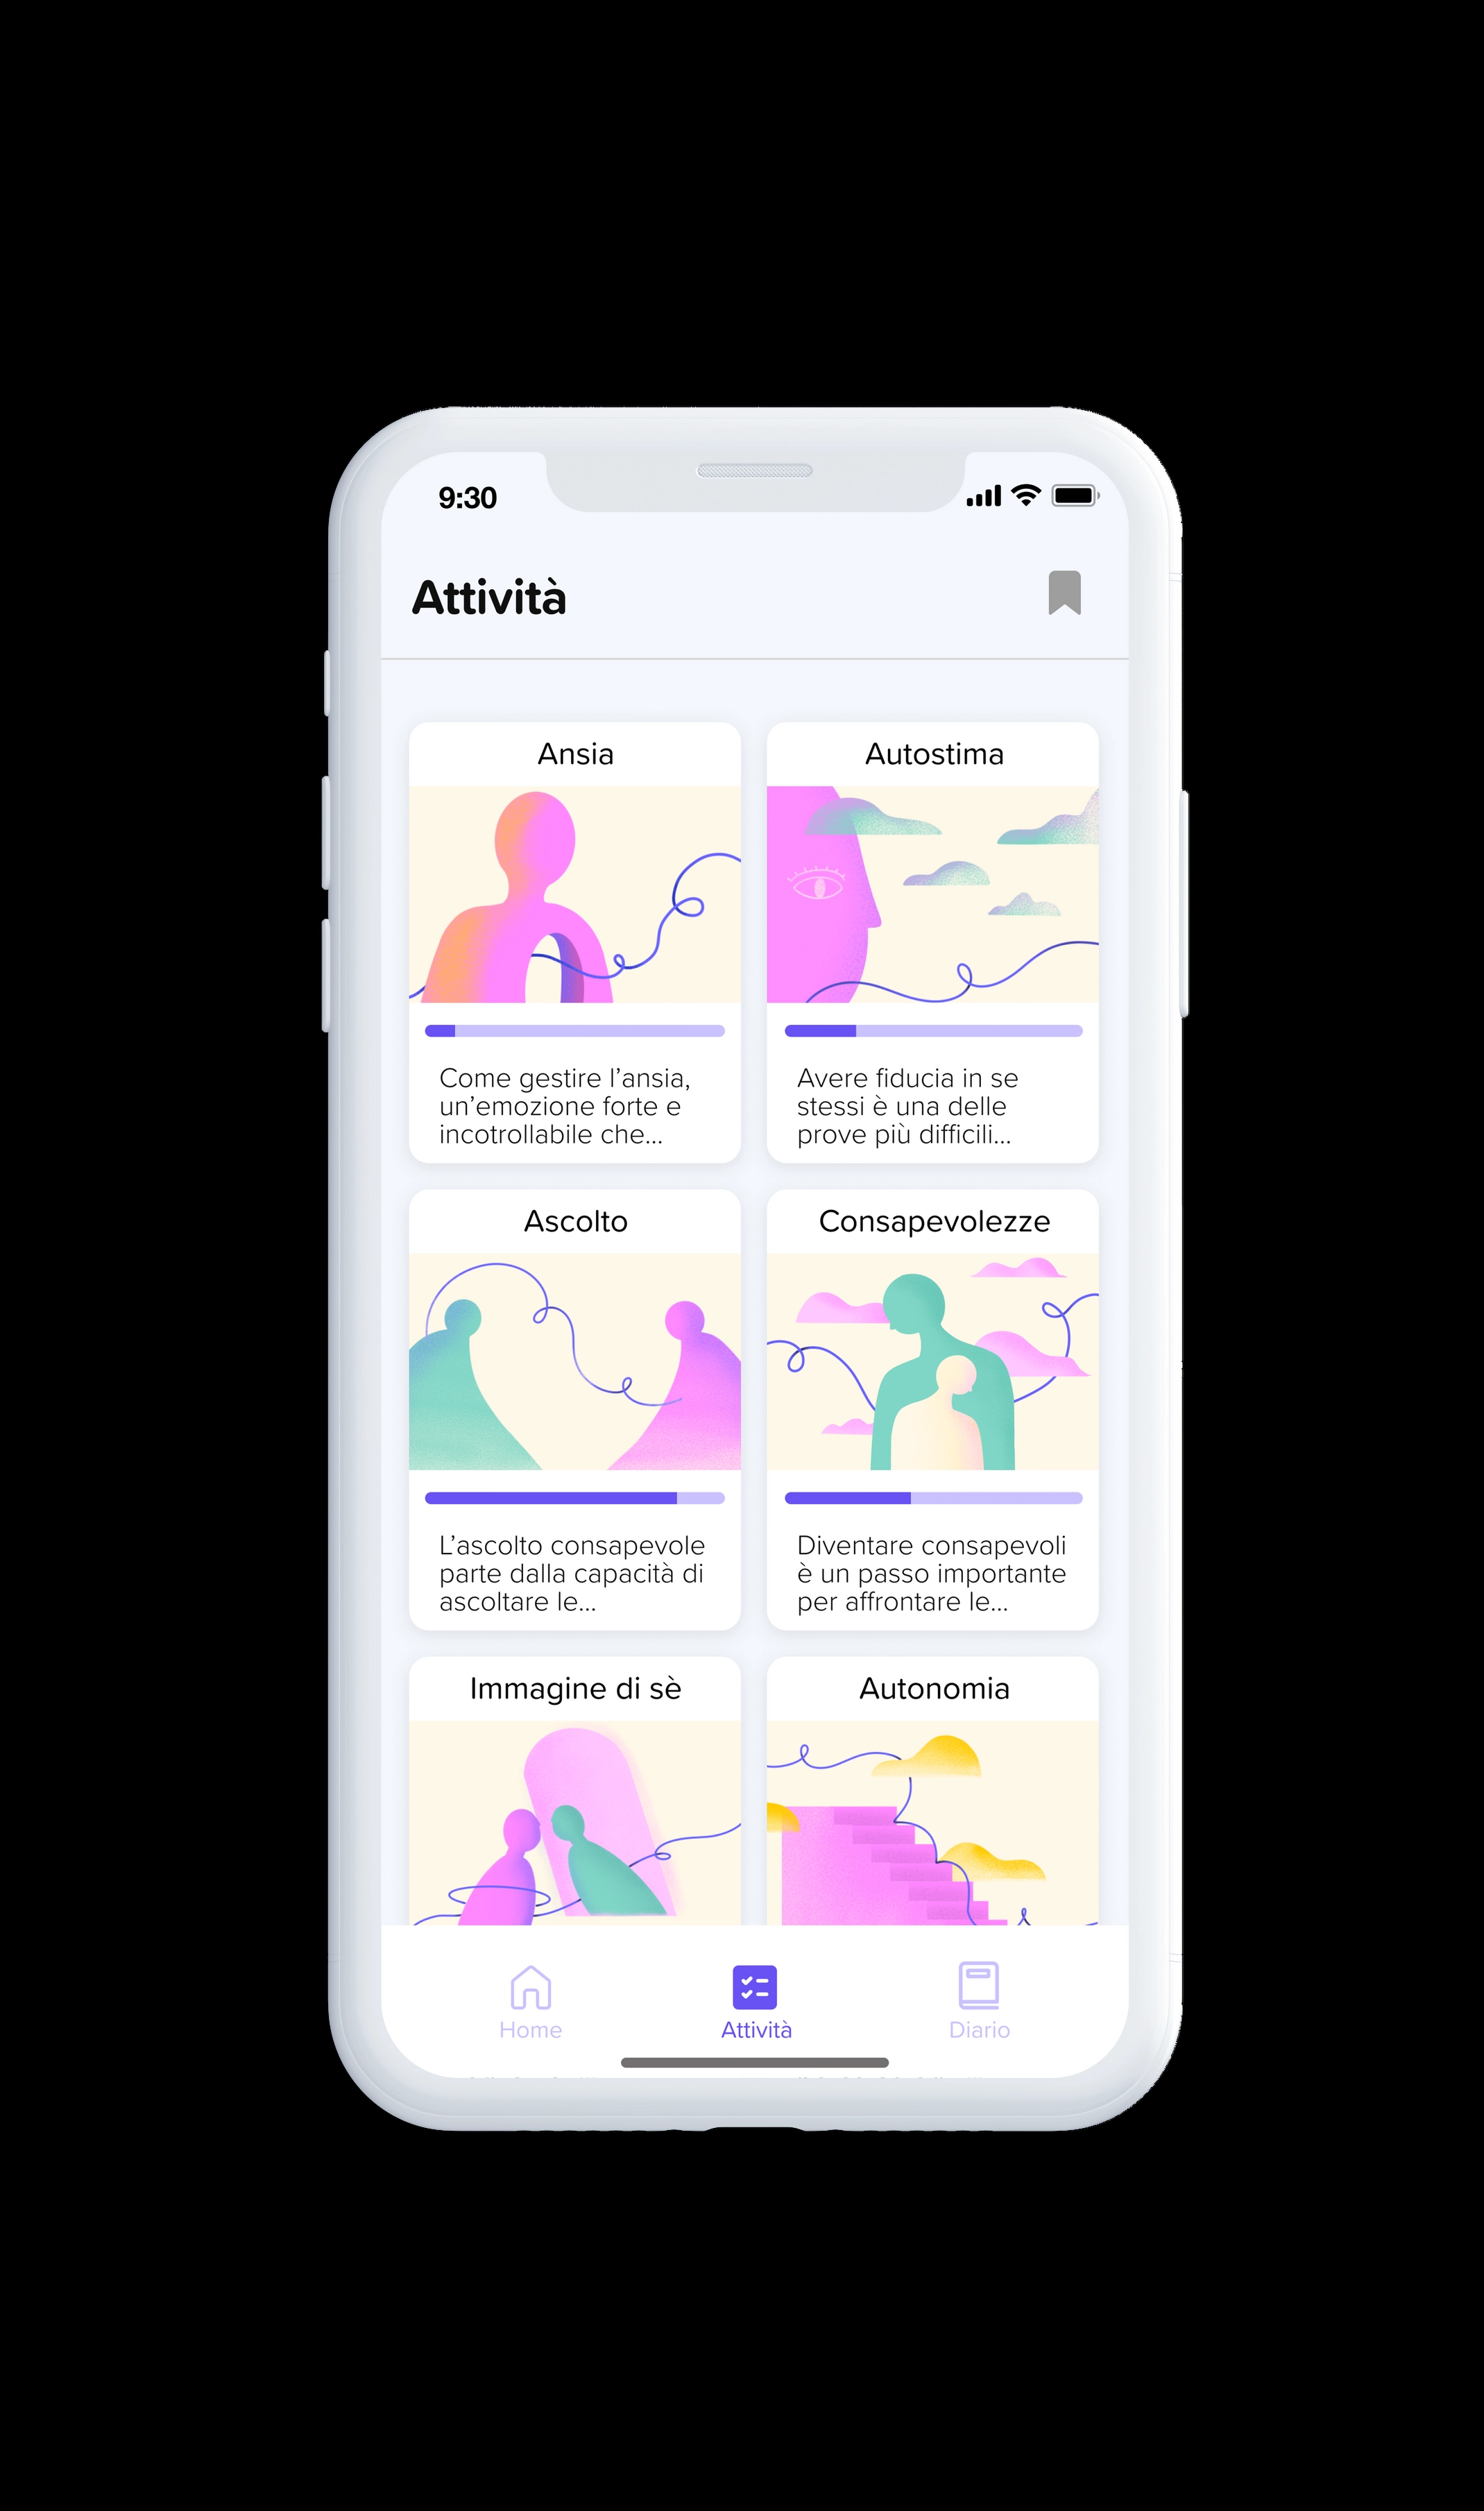 9:30
Attività
Ansia
Autostima
Come gestire l’ansia,
un’emozione forte e
incotrollabile che...
Avere fiducia in se
stessi è una delle
prove più difficili...
Ascolto
Consapevolezze
L’ascolto consapevole
parte dalla capacità di
ascoltare le...
Diventare consapevoli
è un passo importante
per affrontare le...
Immagine di sè
Autonomia
Home
Attività
Diario